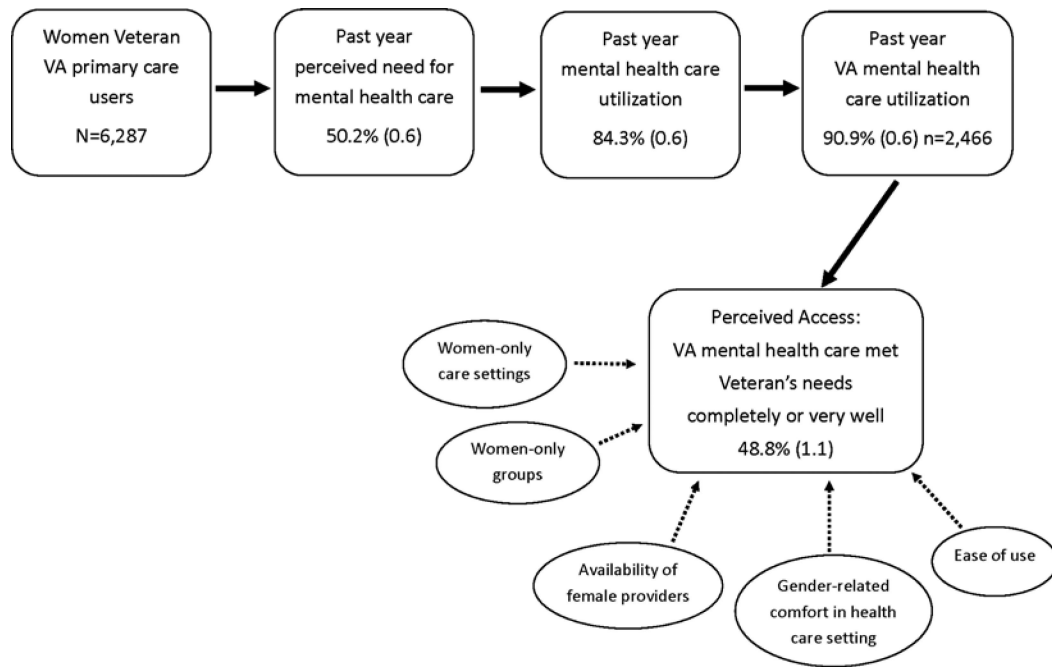 Women Veteran
VA primary care
users
N=6,287
Past year
perceived need for
mental health care
50.2% (0.6)
Past year
mental health care
utilization
84.3% (0.6)
Past year
VA mental health
care utilization
90.9% (0.6) n=2,466
Perceived Access:
VA mental health care met
Veteran's needs
completely or very well
48.8% (1.1)
Women-only
care settings
Women-only
groups
Availability of
female providers
Gender-related
comfort in health
care setting
Ease of use